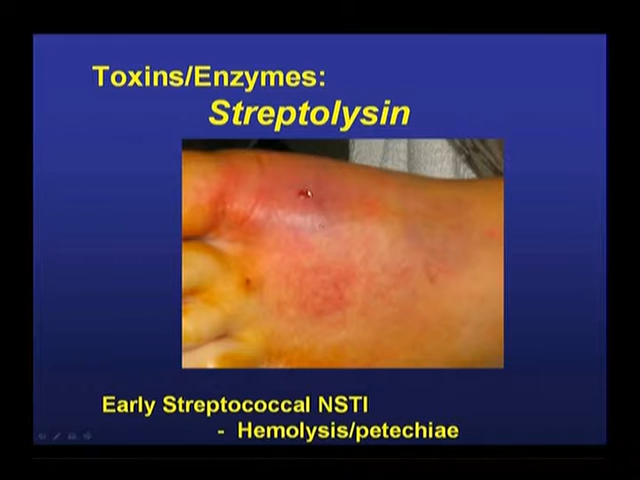 Toxins/Enzymes:
Streptolysin
Early Streptococcal NSTI
- Hemolysis/petechiae